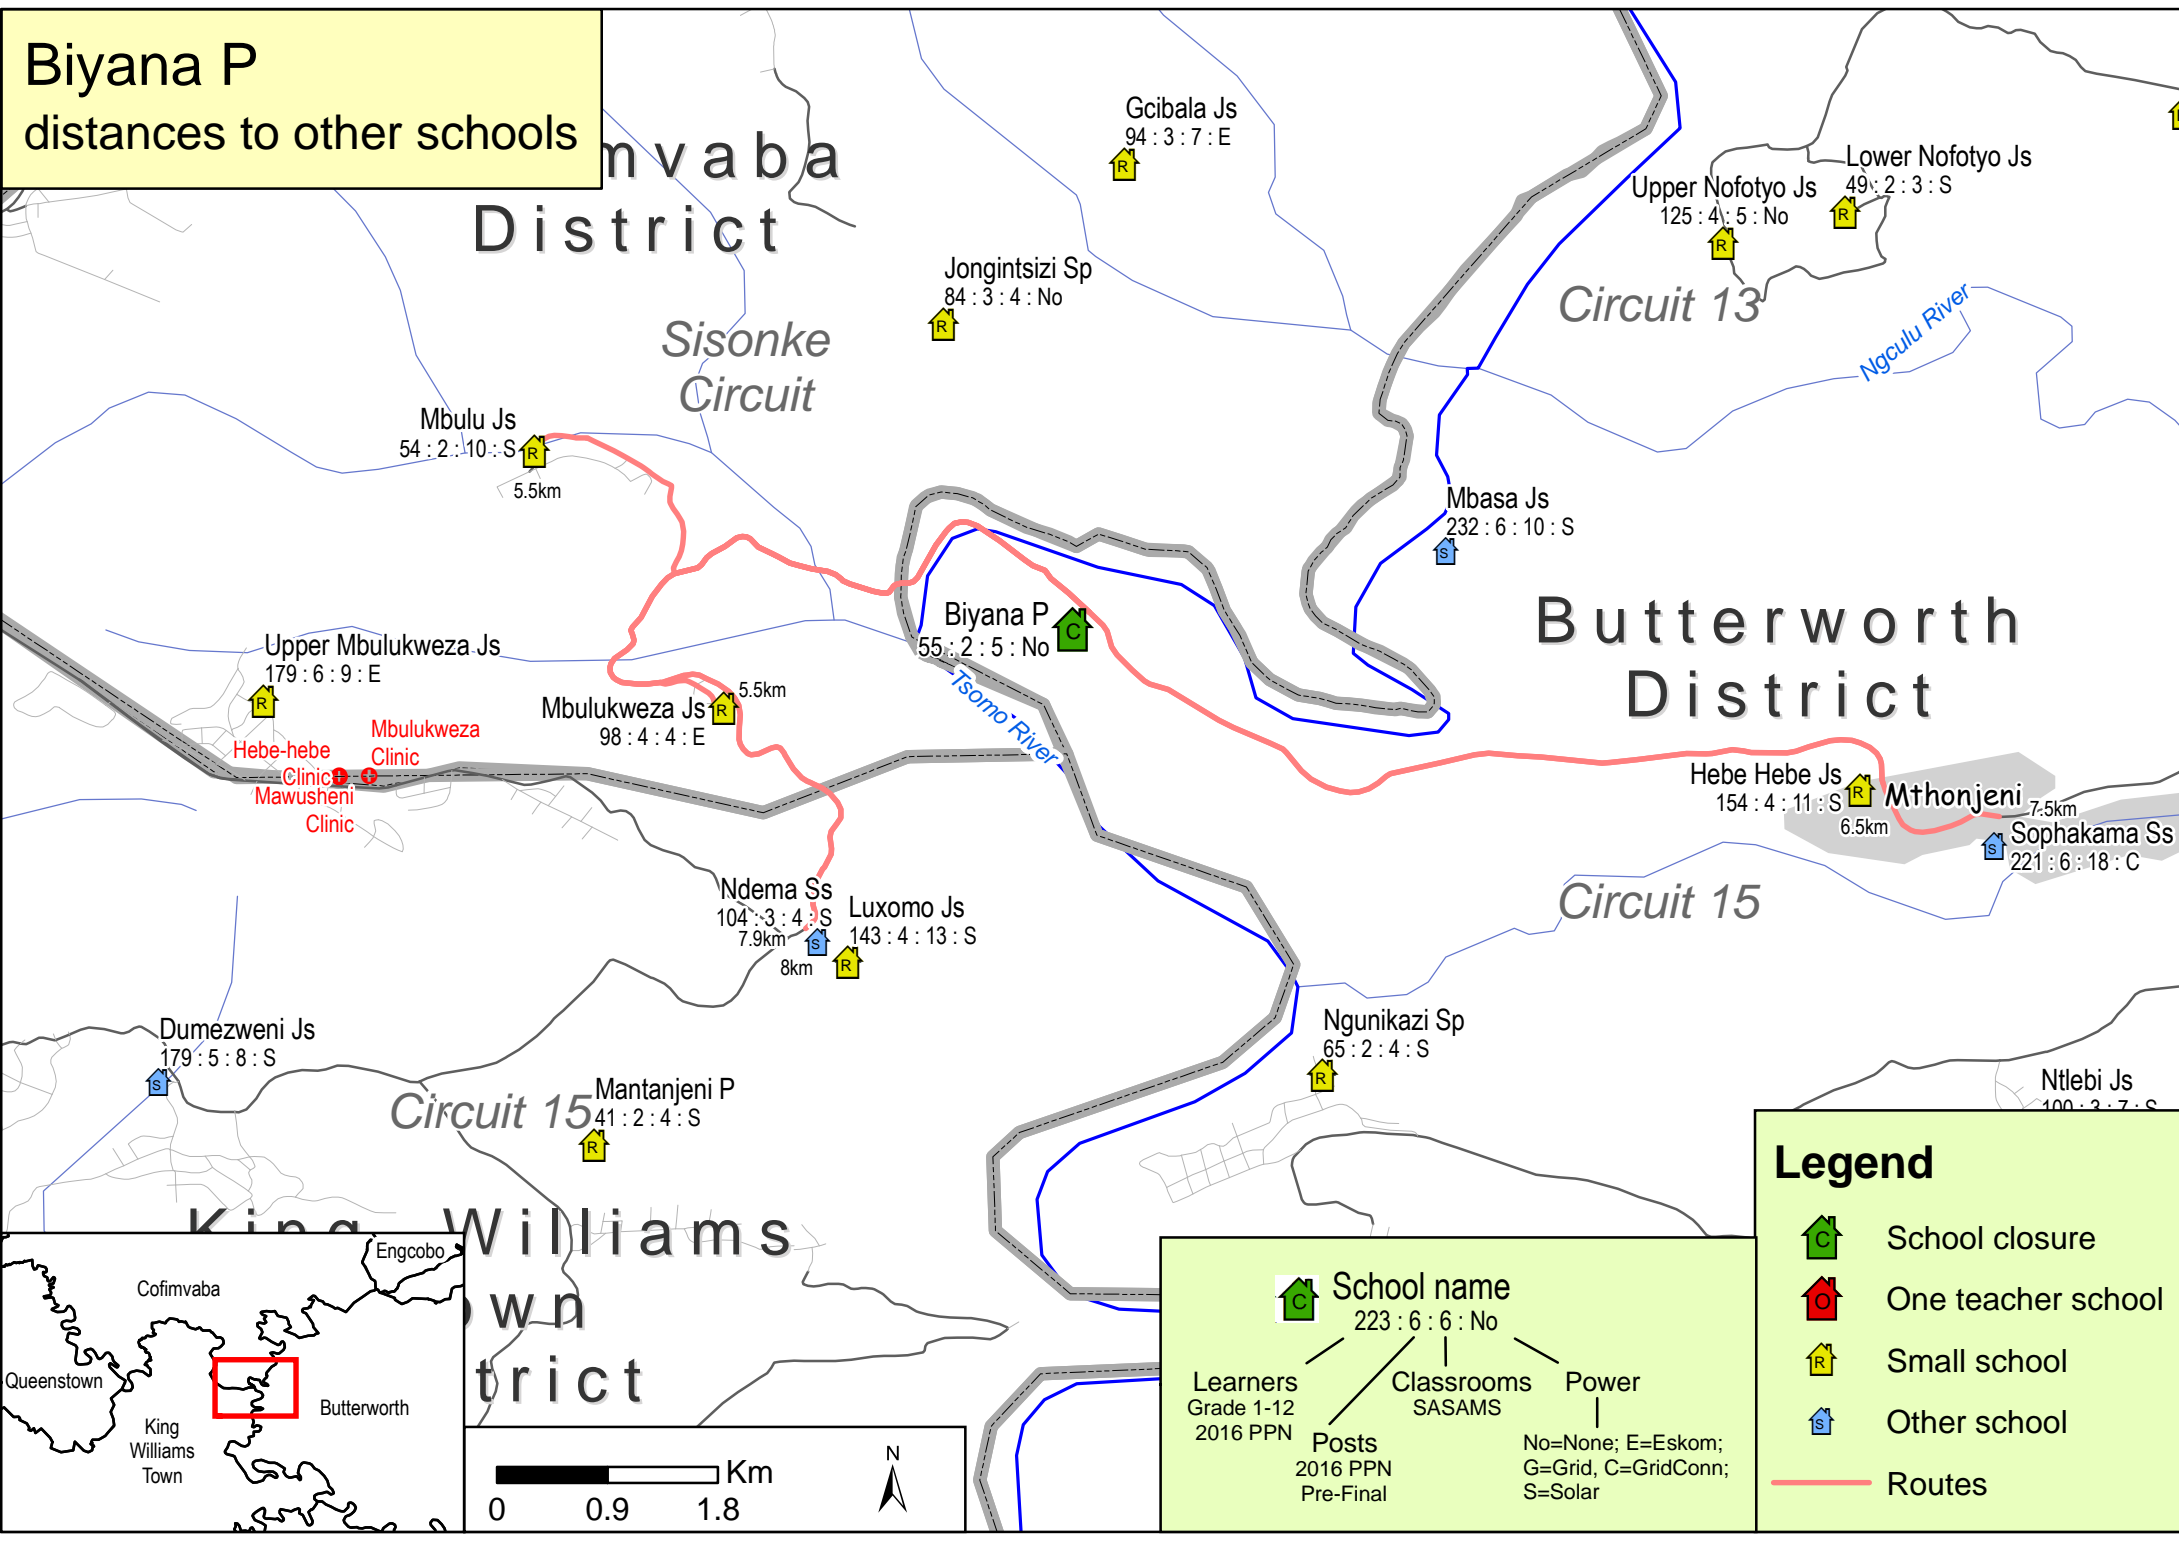 Biyana P
distances to other schools
mvaba
District
Gcibala Js
94 : 3 : 7 : E
R
Lower Nofotyo Js
49 : 2 : 3 : S
R
Upper Nofotyo Js
125 : 4 : 5 : No
R
Jongintsizi Sp
84 : 3 : 4 : No
R
Circuit 13
Ngculu River
Sisonke
Circuit
Mbulu Js
54 : 2 : 10 : S
R
5.5km
Mbasa Js
232 : 6 : 10 : S
S
Biyana P
55 : 2 : 5 : No
C
Butterworth
District
Upper Mbulukweza Js
179 : 6 : 9 : E
R
Tsomo River
Mbulukweza Js
98 : 4 : 4 : E
R
5.5km
Hebe-hebe
Clinic
Mbulukweza
Clinic
Mawusheni
Clinic
Hebe Hebe Js
154 : 4 : 11 : S
R
6.5km
Mthonjeni
7.5km
Sophakama Ss
221 : 6 : 18 : C
S
Ndema Ss
104 : 3 : 4 : S
7.9km
S
8km
Luxomo Js
143 : 4 : 13 : S
R
Circuit 15
Dumezweni Js
179 : 5 : 8 : S
S
Ngunikazi Sp
65 : 2 : 4 : S
R
Circuit 15
Mantanjeni P
41 : 2 : 4 : S
R
Ntlebi Js
100 : 3 : 7 : S
King Williams
own
trict
Engcobo
Cofimvaba
Queenstown
Butterworth
King
Williams
Town
Km
0 0.9 1.8
N
C
School name
223 : 6 : 6 : No
Learners
Grade 1-12
2016 PPN
Posts
2016 PPN
Pre-Final
Classrooms
SASAMS
Power
No=None; E=Eskom;
G=Grid, C=GridConn;
S=Solar
Legend
C School closure
O One teacher school
R Small school
S Other school
Routes